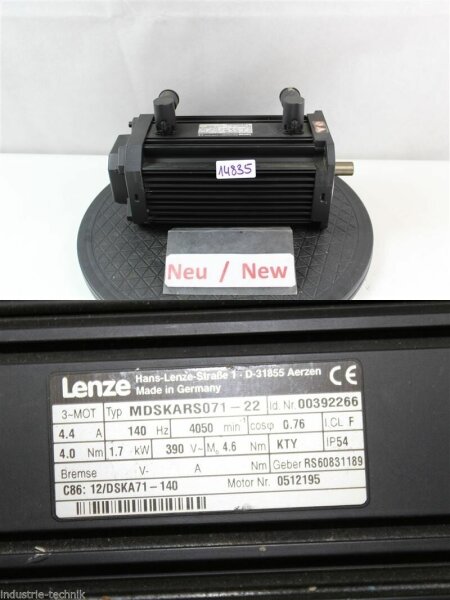 14835
Neu / New
Lenze Hans-Lenze-Straße 1 · D-31855 Aerzen
Made in Germany CE
3~MOT Typ MDSKARS071-22 Id. Nr. 00392266
4.4 A 140 Hz 4050 min⁻¹ cosφ 0.76 I.CL F
4.0 Nm 1.7 kW 390 V~ M₀ 4.6 Nm KTY IP54
Bremse V- A Nm Geber RS60831189
C86: 12/DSKA71-140 Motor Nr. 0512195
industrie-technik